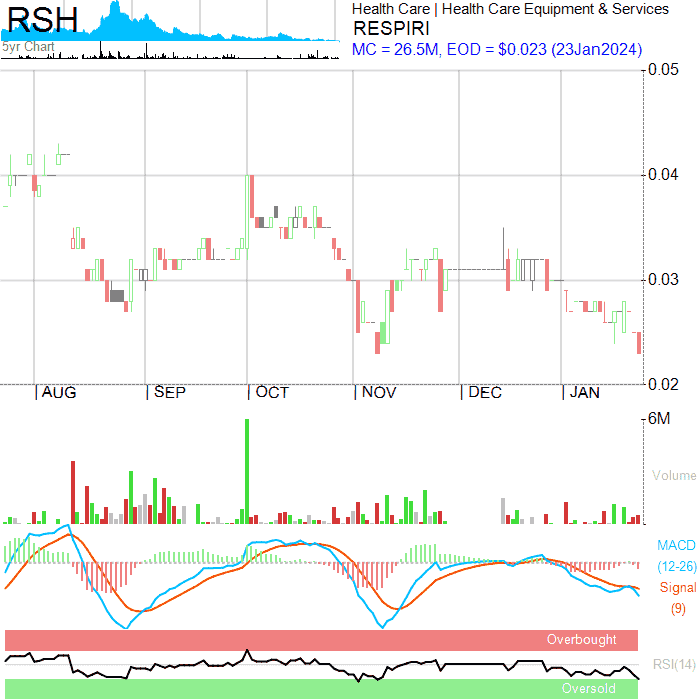 RSH
5yr Chart
Health Care | Health Care Equipment & Services
RESPIRI
MC = 26.5M, EOD = $0.023 (23Jan2024)
0.05
0.04
0.03
0.02
| AUG | SEP | OCT | NOV | DEC | JAN
6M
Volume
MACD
(12-26)
Signal
(9)
Overbought
RSI(14)
Oversold